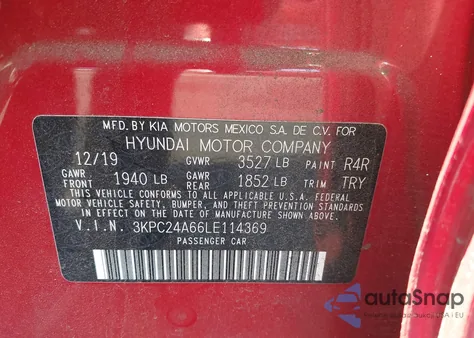 MFD.BY KIA MOTORS MEXICO S.A. DE C.V. FOR
HYUNDAI MOTOR COMPANY
12/19 GVWR 3527 LB PAINT R4R
GAWR FRONT 1940 LB GAWR REAR 1852 LB TRIM TRY
THIS VEHICLE CONFORMS TO ALL APPLICABLE U.S.A. FEDERAL
MOTOR VEHICLE SAFETY, BUMPER, AND THEFT PREVENTION STANDARDS
IN EFFECT ON THE DATE OF MANUFACTURE SHOWN ABOVE.
V.I.N. 3KPC24A66LE114369
PASSENGER CAR
autoSnap